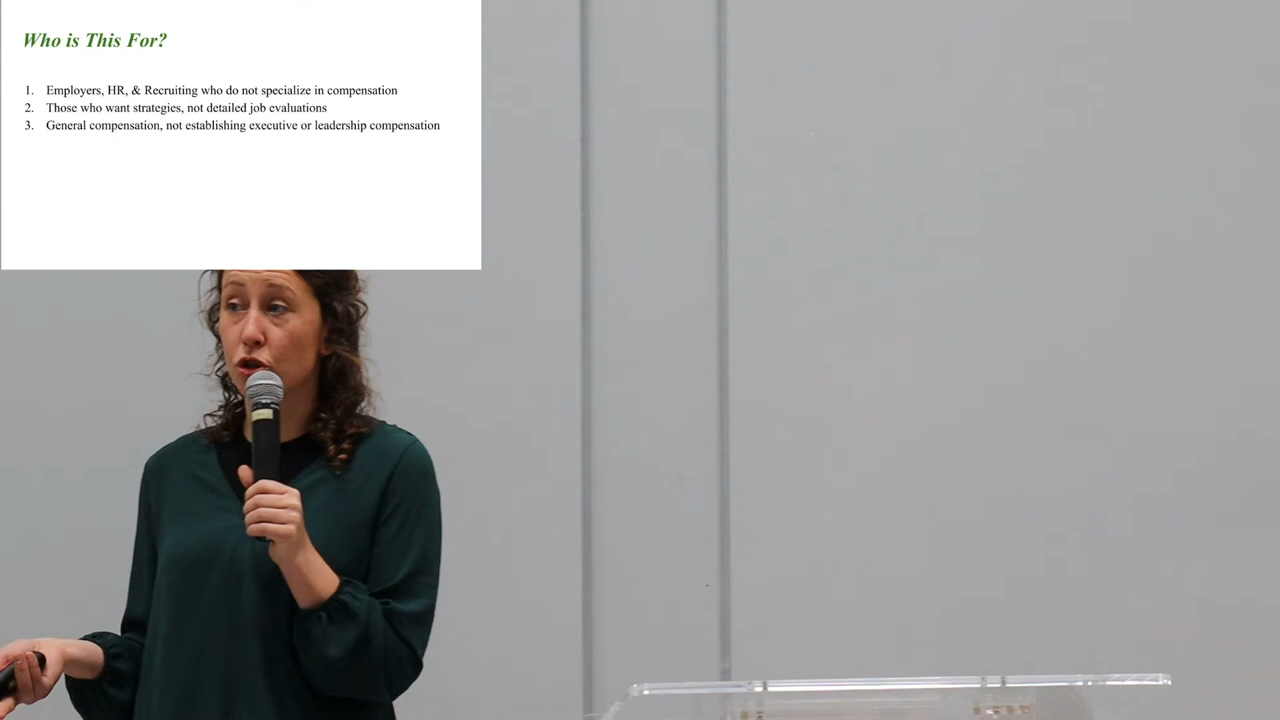 Who is This For?
1. Employers, HR, & Recruiting who do not specialize in compensation
2. Those who want strategies, not detailed job evaluations
3. General compensation, not establishing executive or leadership compensation